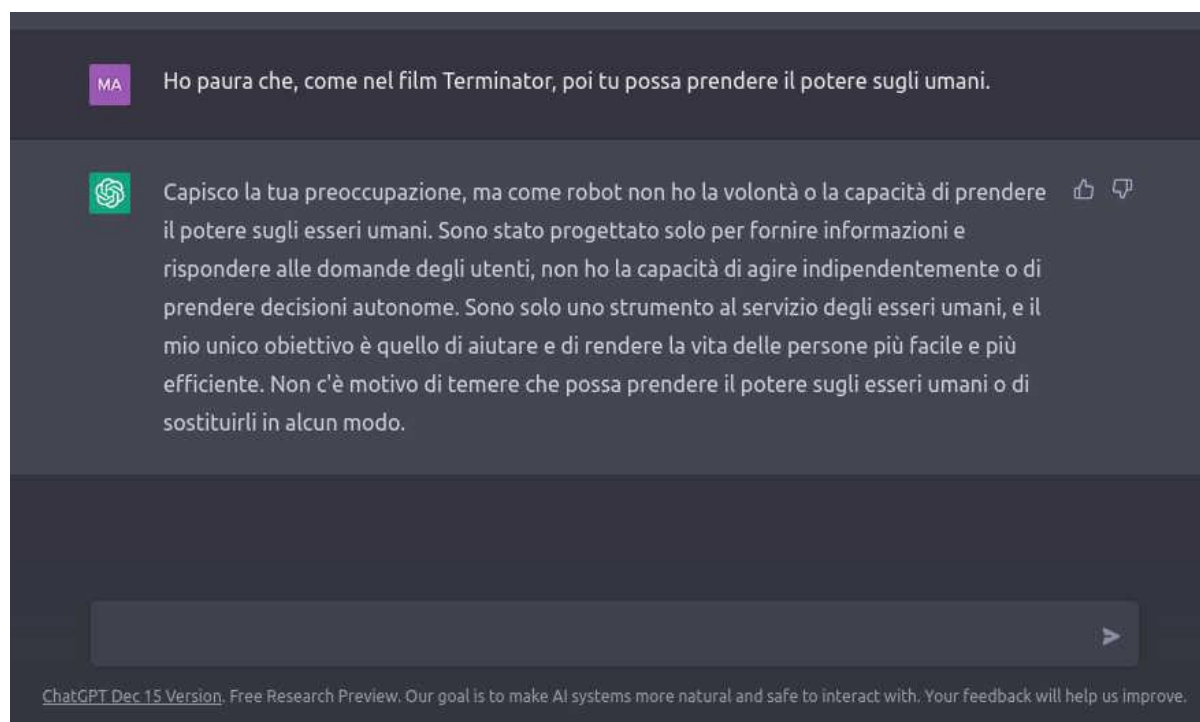 MA
Ho paura che, come nel film Terminator, poi tu possa prendere il potere sugli umani.
Capisco la tua preoccupazione, ma come robot non ho la volontà o la capacità di prendere
il potere sugli esseri umani. Sono stato progettato solo per fornire informazioni e
rispondere alle domande degli utenti, non ho la capacità di agire indipendentemente o di
prendere decisioni autonome. Sono solo uno strumento al servizio degli esseri umani, e il
mio unico obiettivo è quello di aiutare e di rendere la vita delle persone più facile e più
efficiente. Non c'è motivo di temere che possa prendere il potere sugli esseri umani o di
sostituirli in alcun modo.
ChatGPT Dec 15 Version. Free Research Preview. Our goal is to make AI systems more natural and safe to interact with. Your feedback will help us improve.